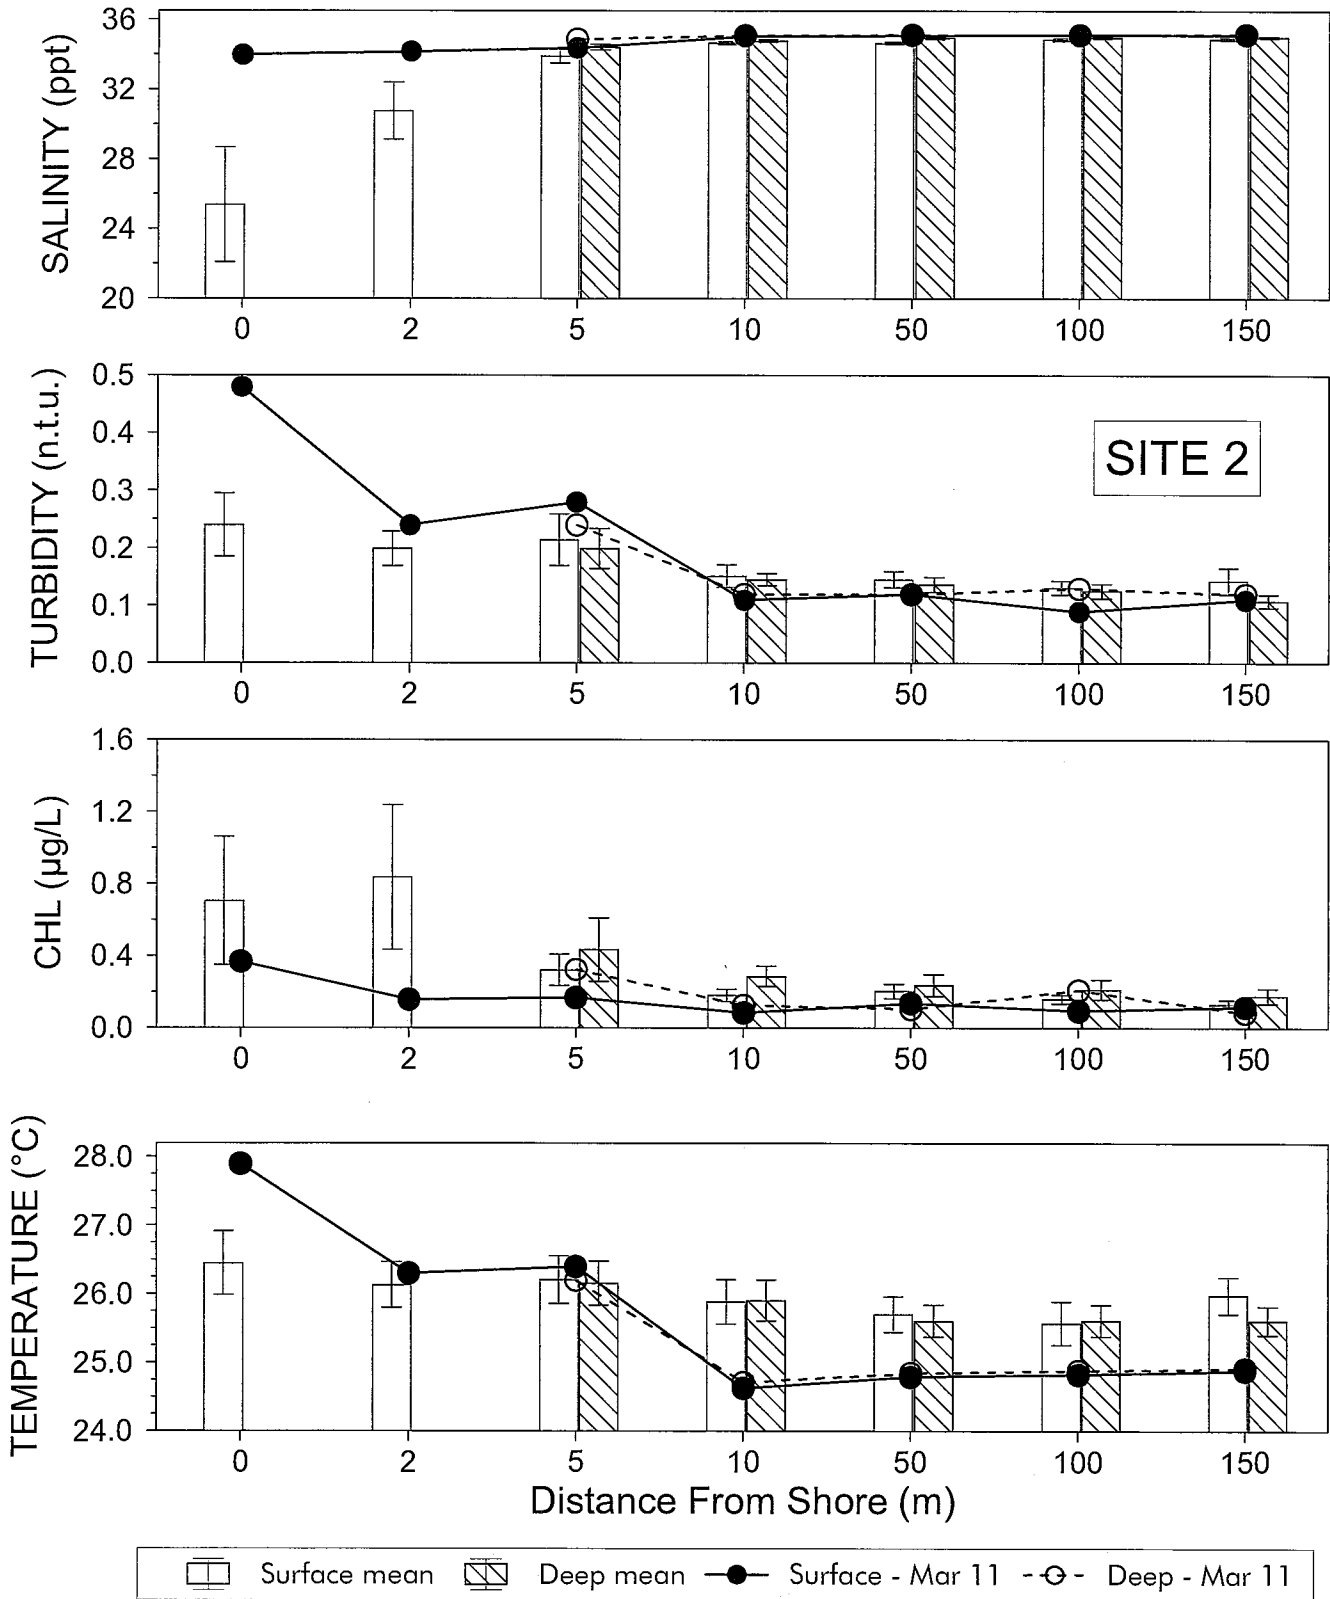 SALINITY (ppt)
36
32
28
24
20
0 2 5 10 50 100 150
TURBIDITY (n.t.u.)
0.5
0.4
0.3
0.2
0.1
0.0
SITE 2
0 2 5 10 50 100 150
CHL (µg/L)
1.6
1.2
0.8
0.4
0.0
0 2 5 10 50 100 150
TEMPERATURE (°C)
28.0
27.0
26.0
25.0
24.0
0 2 5 10 50 100 150
Distance From Shore (m)
Surface mean Deep mean Surface - Mar 11 Deep - Mar 11